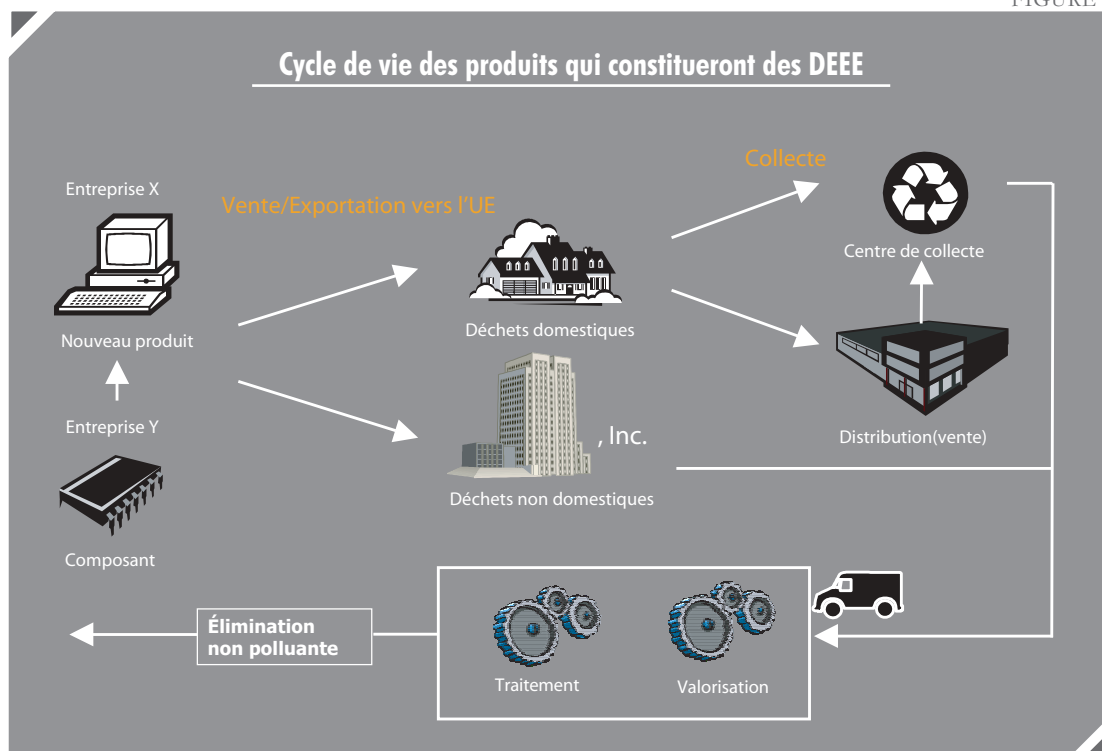 FIGURE
Cycle de vie des produits qui constitueront des DEEE
Collecte
Entreprise X
Vente/Exportation vers l'UE
Centre de collecte
Nouveau produit
Déchets domestiques
Entreprise Y
, Inc.
Distribution(vente)
Déchets non domestiques
Composant
Élimination
non polluante
Traitement
Valorisation